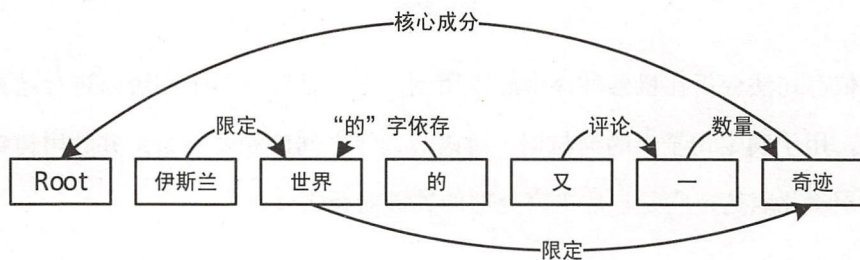 核心成分
限定 “的”字依存 评论 数量
Root 伊斯兰 世界 的 又 一 奇迹
限定